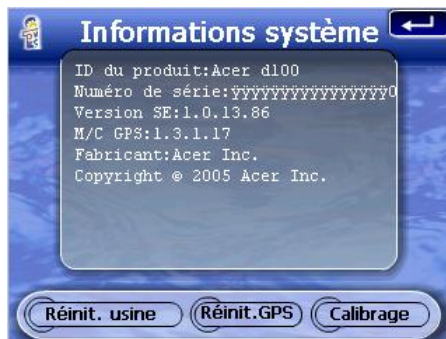 Informations système
ID du produit:Acer d100
Numéro de série:ÿÿÿÿÿÿÿÿÿÿÿÿÿÿÿ0
Version SE:1.0.13.86
M/C GPS:1.3.1.17
Fabricant:Acer Inc.
Copyright © 2005 Acer Inc.
Réinit. usine
Réinit.GPS
Calibrage